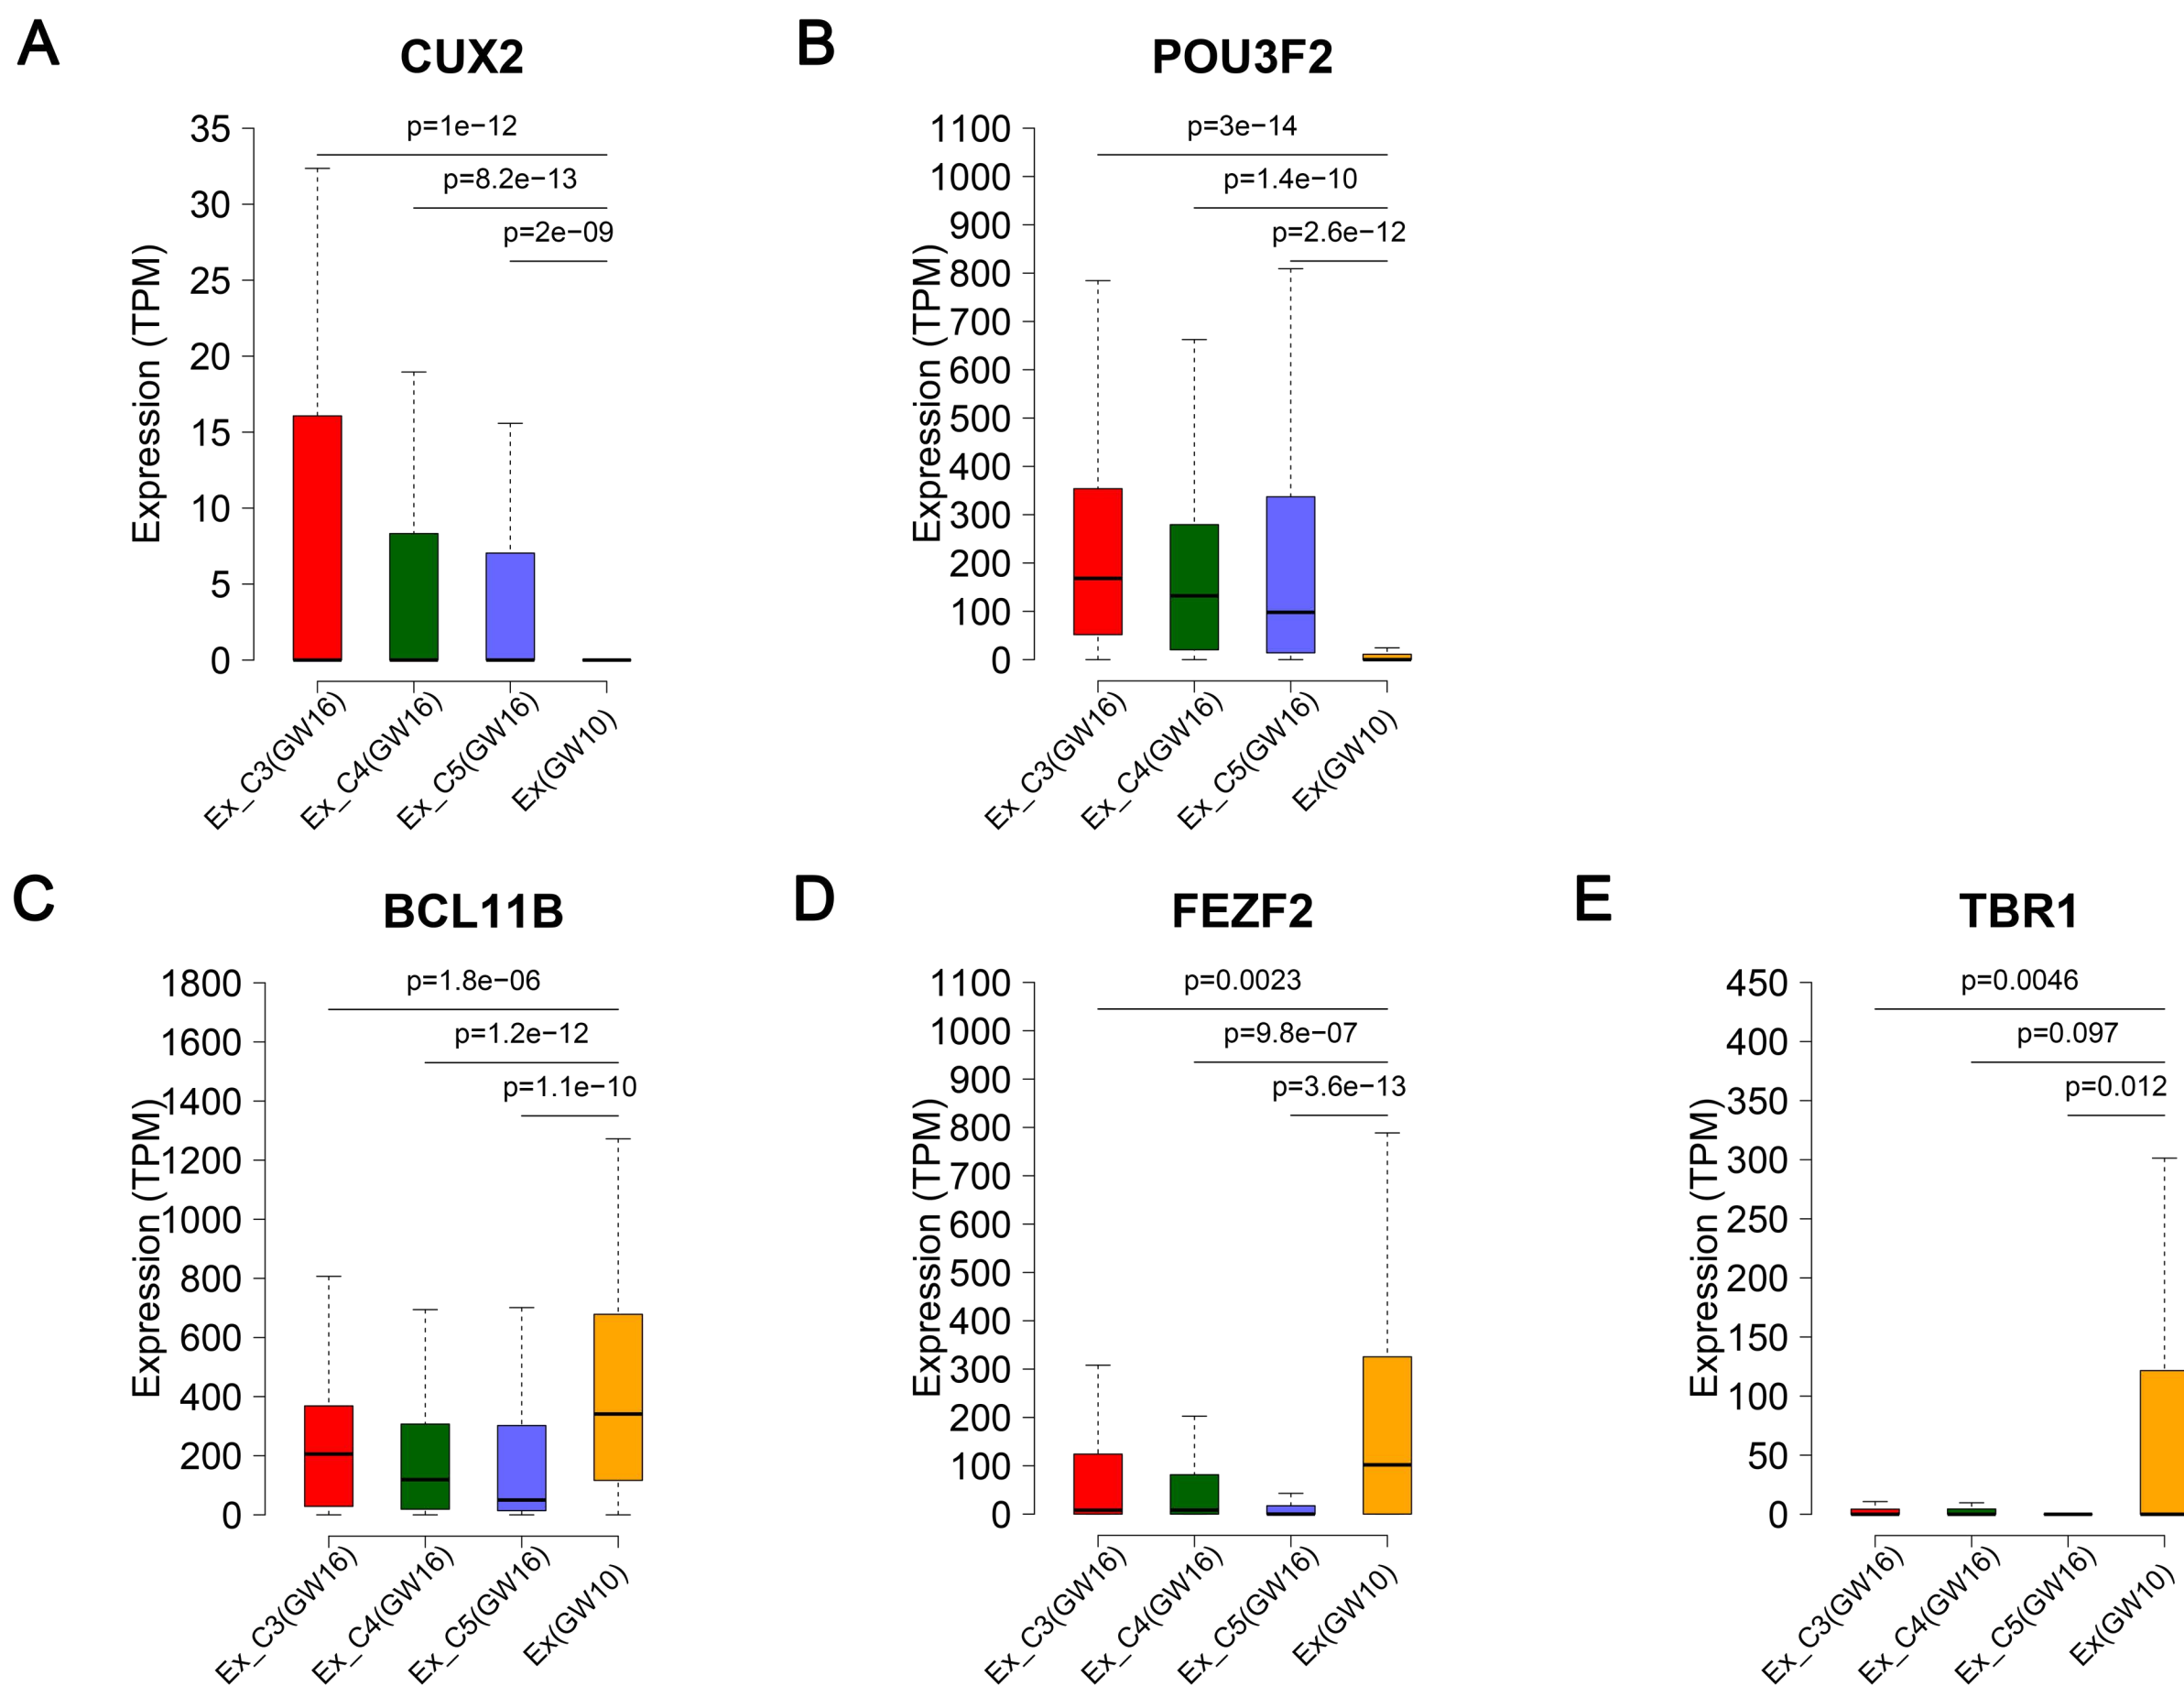 A
CUX2
Expression (TPM)
35
30
25
20
15
10
5
0
p=1e−12
p=8.2e−13
p=2e−09
Ex_C3(GW16)
Ex_C4(GW16)
Ex_C5(GW16)
Ex(GW10)
B
POU3F2
Expression (TPM)
1100
1000
900
800
700
600
500
400
300
200
100
0
p=3e−14
p=1.4e−10
p=2.6e−12
Ex_C3(GW16)
Ex_C4(GW16)
Ex_C5(GW16)
Ex(GW10)
C
BCL11B
Expression (TPM)
1800
1600
1400
1200
1000
800
600
400
200
0
p=1.8e−06
p=1.2e−12
p=1.1e−10
Ex_C3(GW16)
Ex_C4(GW16)
Ex_C5(GW16)
Ex(GW10)
D
FEZF2
Expression (TPM)
1100
1000
900
800
700
600
500
400
300
200
100
0
p=0.0023
p=9.8e−07
p=3.6e−13
Ex_C3(GW16)
Ex_C4(GW16)
Ex_C5(GW16)
Ex(GW10)
E
TBR1
Expression (TPM)
450
400
350
300
250
200
150
100
50
0
p=0.0046
p=0.097
p=0.012
Ex_C3(GW16)
Ex_C4(GW16)
Ex_C5(GW16)
Ex(GW10)